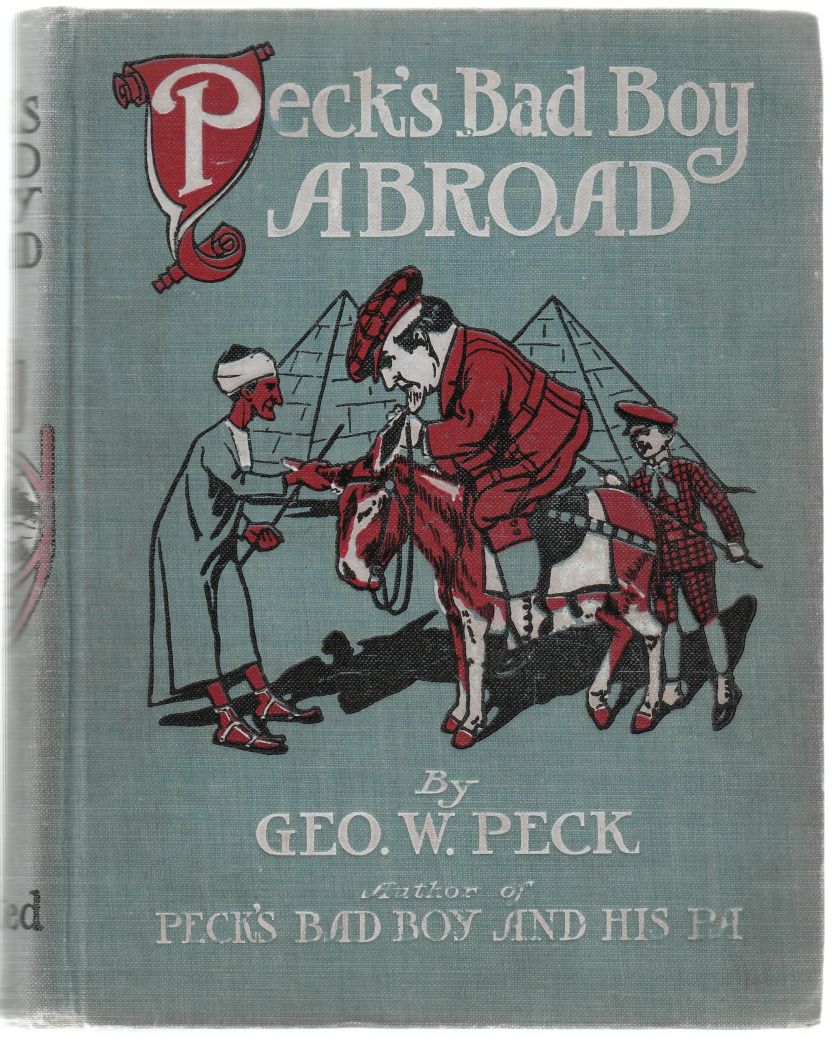 Peck's Bad Boy
ABROAD
By
GEO. W. PECK
Author of
PECK'S BAD BOY AND HIS PA